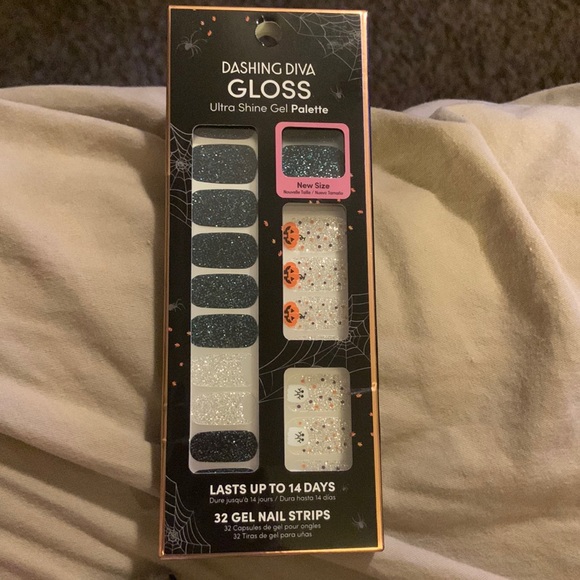 DASHING DIVA
GLOSS
Ultra Shine Gel Palette
New Size
Nouvelle Taille / Nuevo Tamaño
LASTS UP TO 14 DAYS
Dure jusqu'à 14 jours / Dura hasta 14 días
32 GEL NAIL STRIPS
32 Capsules de gel pour ongles
32 Tiras de gel para uñas